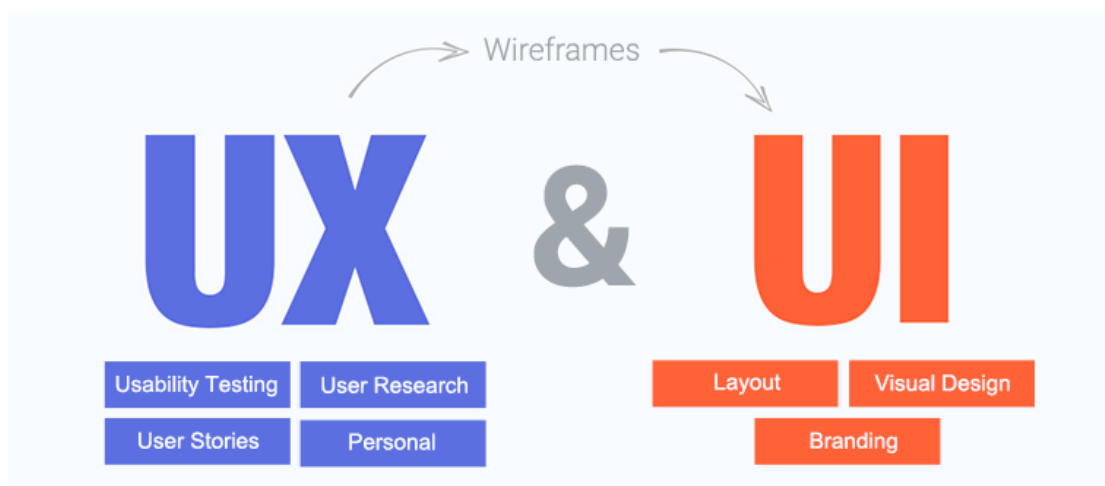 Wireframes
UX & UI
Usability Testing User Research Layout Visual Design
User Stories Personal Branding